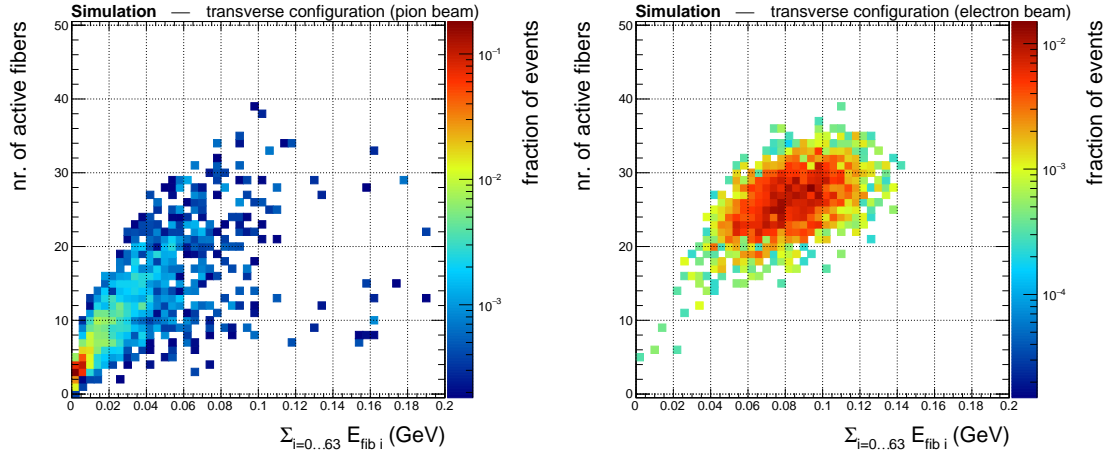 Simulation — transverse configuration (pion beam)
nr. of active fibers
50
40
30
20
10
0
0 0.02 0.04 0.06 0.08 0.1 0.12 0.14 0.16 0.18 0.2
Σi=0...63 Efib i (GeV)
10⁻¹
10⁻²
10⁻³
fraction of events
Simulation — transverse configuration (electron beam)
nr. of active fibers
50
40
30
20
10
0
0 0.02 0.04 0.06 0.08 0.1 0.12 0.14 0.16 0.18 0.2
Σi=0...63 Efib i (GeV)
10⁻²
10⁻³
10⁻⁴
fraction of events